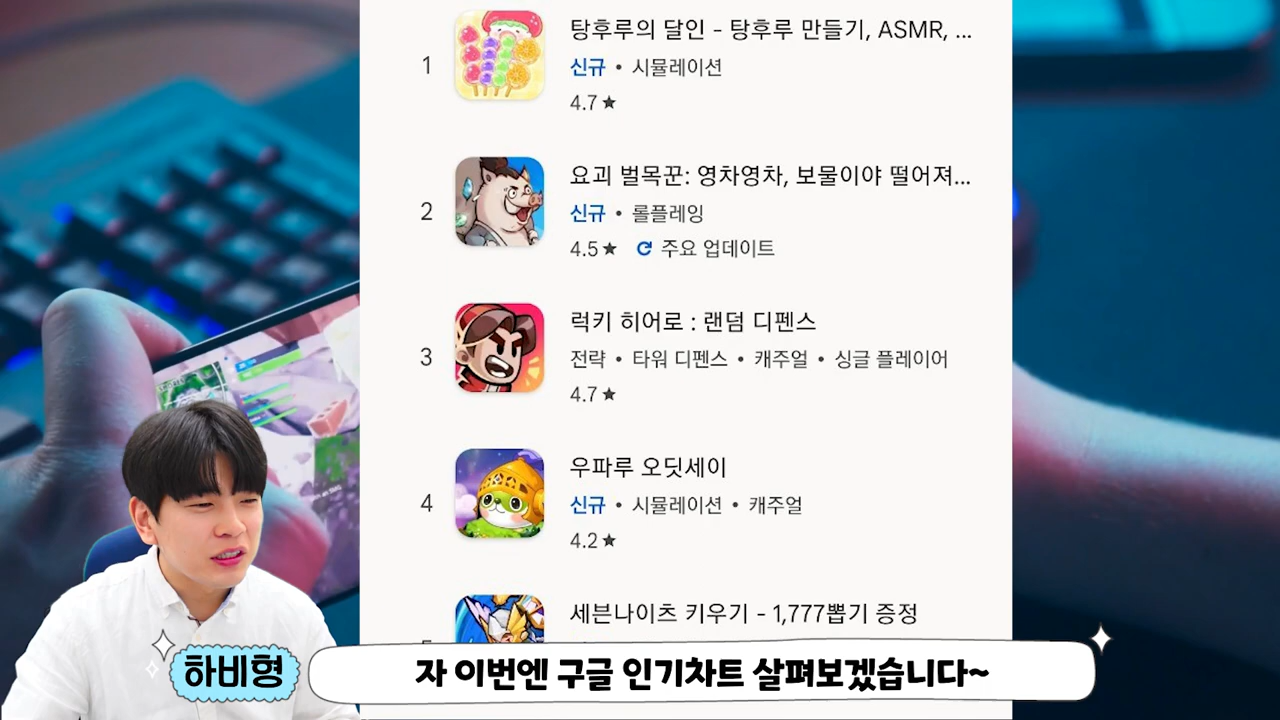 1
탕후루의 달인 - 탕후루 만들기, ASMR, ...
신규 • 시뮬레이션
4.7 ★
2
요괴 벌목꾼: 영차영차, 보물이야 떨어져...
신규 • 롤플레잉
4.5 ★ 주요 업데이트
3
럭키 히어로 : 랜덤 디펜스
전략 • 타워 디펜스 • 캐주얼 • 싱글 플레이어
4.7 ★
4
우파루 오딧세이
신규 • 시뮬레이션 • 캐주얼
4.2 ★
세븐나이츠 키우기 - 1,777뽑기 증정
하비형
자 이번엔 구글 인기차트 살펴보겠습니다~